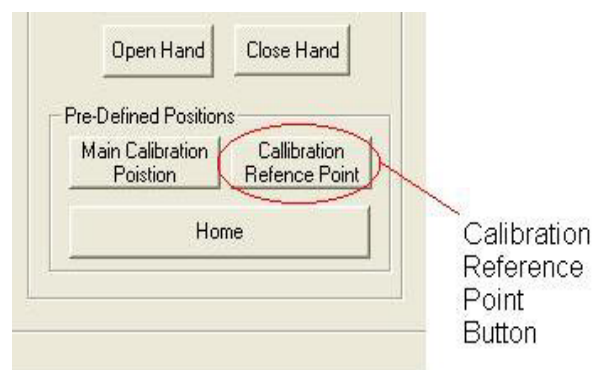 Open Hand
Close Hand
Pre-Defined Positions
Main Calibration
Poistion
Callibration
Refence Point
Home
Calibration
Reference
Point
Button